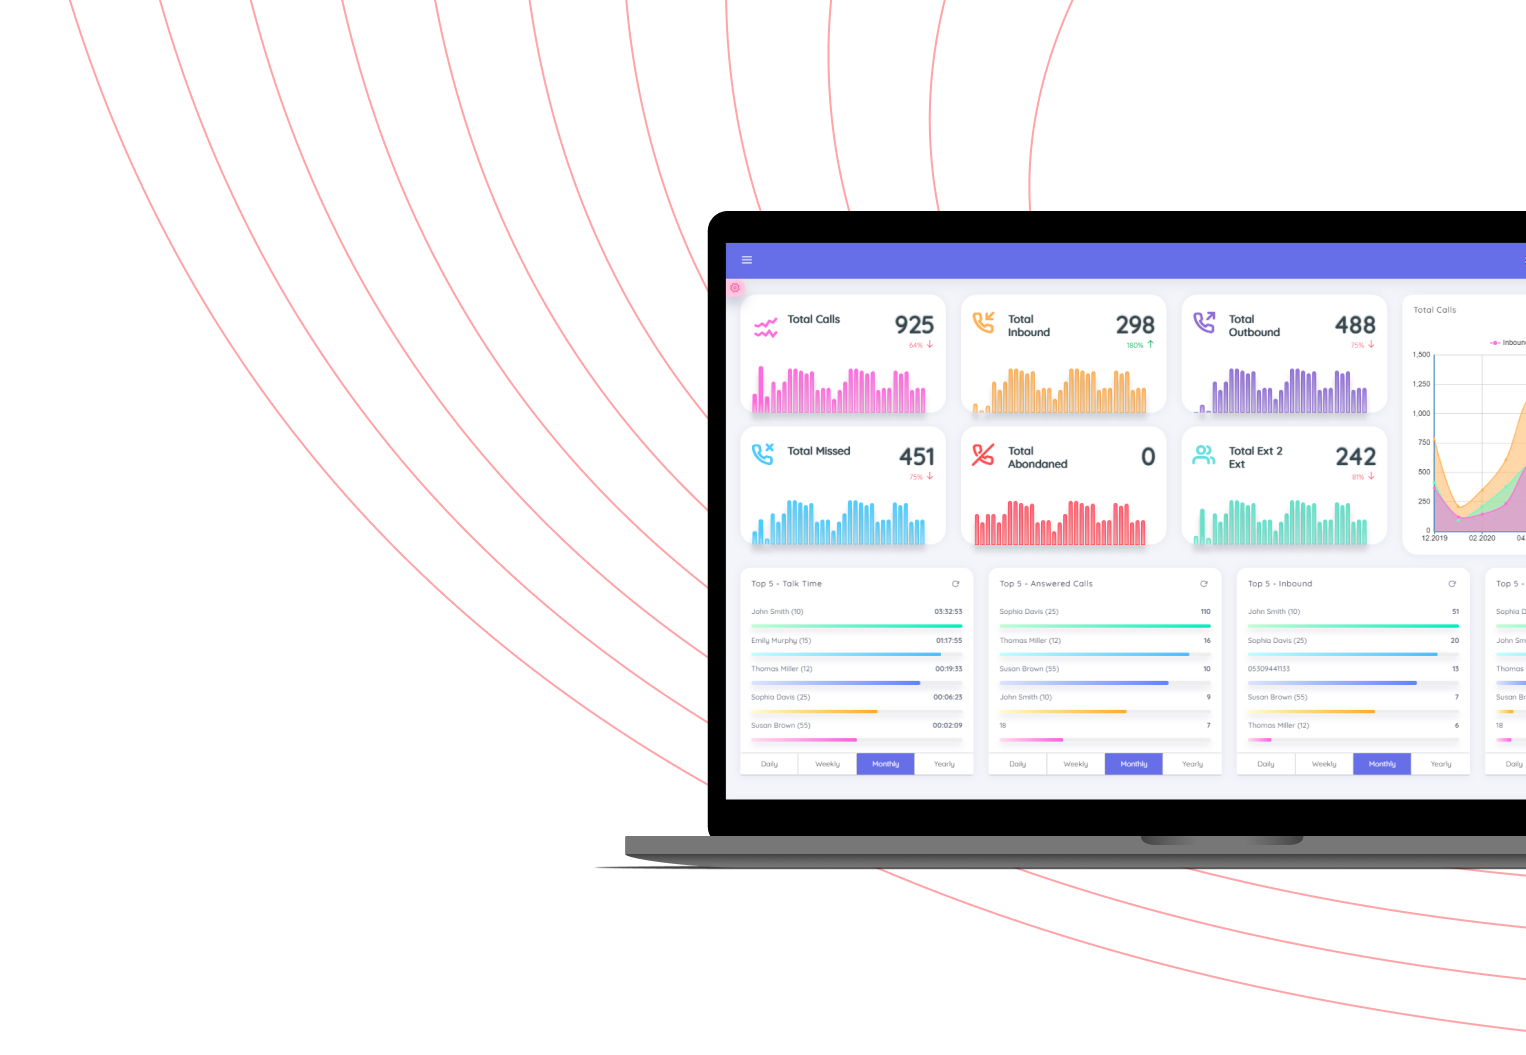 Total Calls
925
64%
Total
Inbound
298
180%
Total
Outbound
488
75%
Total Missed
451
75%
Total
Abondaned
0
Total Ext 2
Ext
242
81%
Total Calls
Inboun
1,500
1,250
1,000
750
500
250
0
12.2019
02.2020
04.
Top 5 - Talk Time
John Smith (10) 03:32:53
Emily Murphy (15) 01:17:55
Thomas Miller (12) 00:19:33
Sophia Davis (25) 00:06:23
Susan Brown (55) 00:02:09
Daily Weekly Monthly Yearly
Top 5 - Answered Calls
Sophia Davis (25) 110
Thomas Miller (12) 16
Susan Brown (55) 10
John Smith (10) 9
18 7
Daily Weekly Monthly Yearly
Top 5 - Inbound
John Smith (10) 51
Sophia Davis (25) 20
05309441133 13
Susan Brown (55) 7
Thomas Miller (12) 6
Daily Weekly Monthly Yearly
Top 5 -
Sophia D
John Sm
Thomas
Susan Br
18
Daily